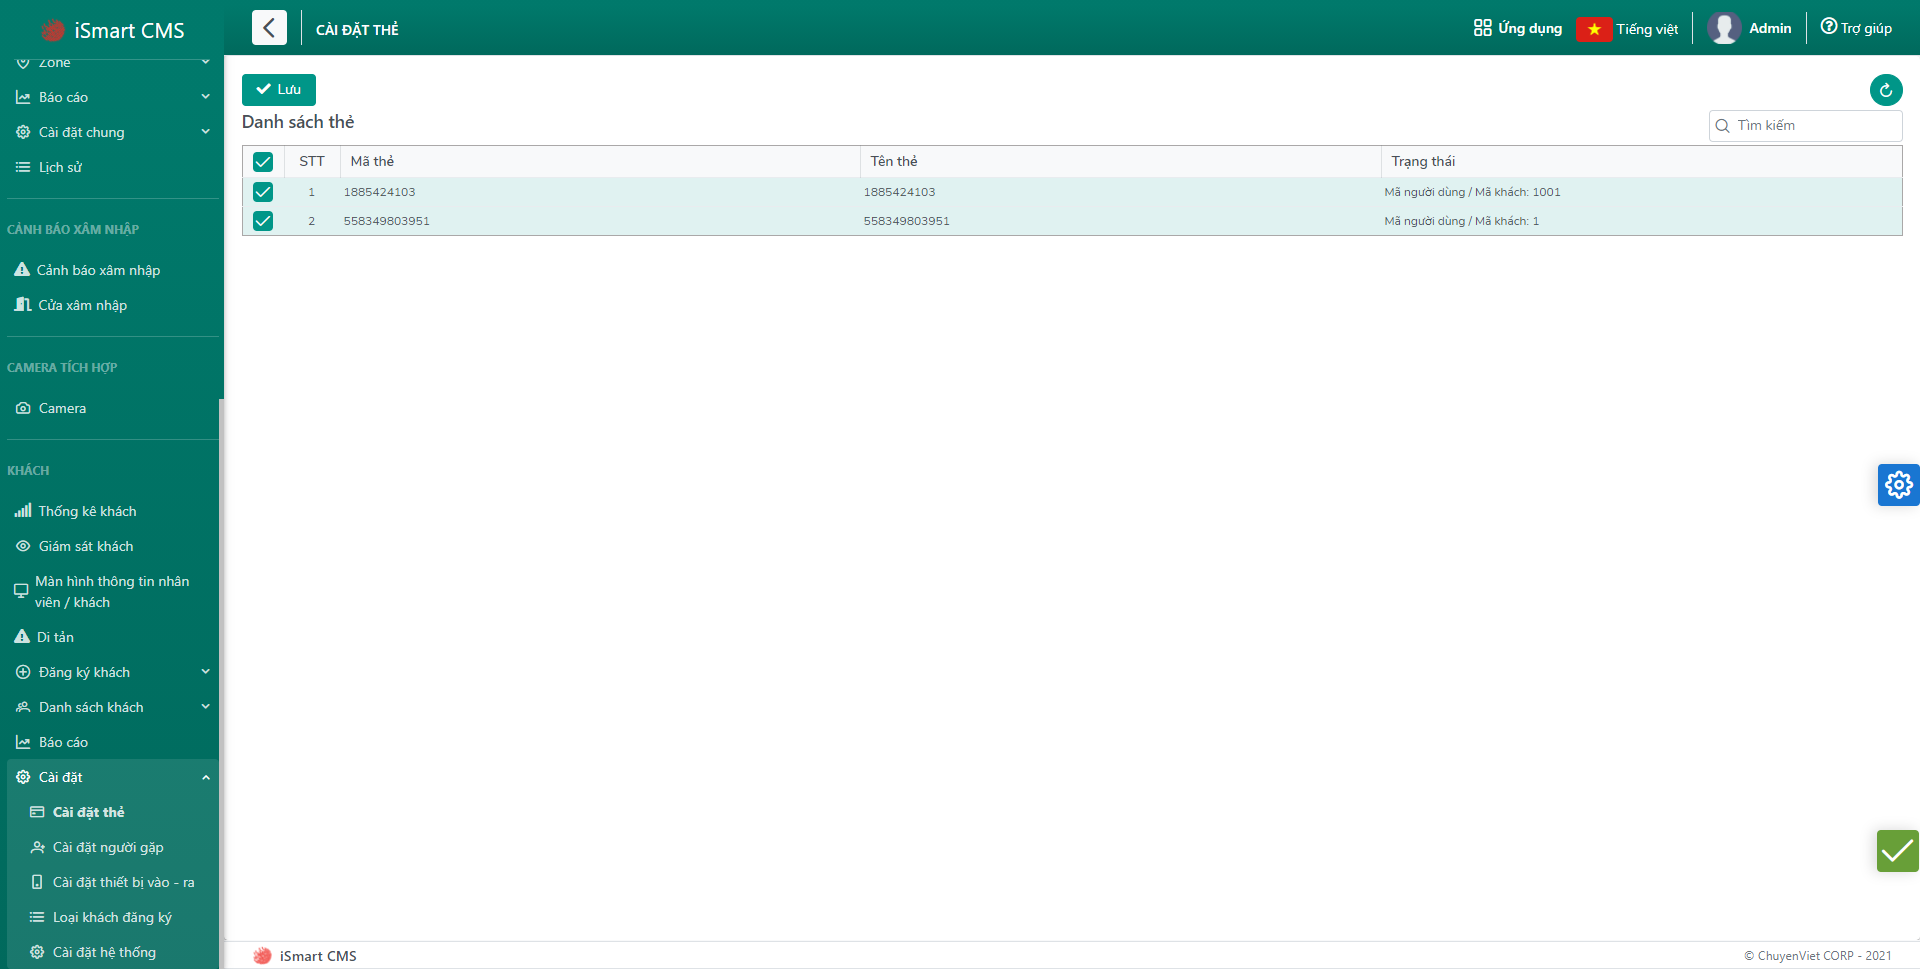 iSmart CMS
CÀI ĐẶT THẺ
Ứng dụng
Tiếng việt
Admin
Trợ giúp
Zone
Báo cáo
Cài đặt chung
Lịch sử
CẢNH BÁO XÂM NHẬP
Cảnh báo xâm nhập
Cửa xâm nhập
CAMERA TÍCH HỢP
Camera
KHÁCH
Thống kê khách
Giám sát khách
Màn hình thông tin nhân
viên / khách
Di tản
Đăng ký khách
Danh sách khách
Báo cáo
Cài đặt
Cài đặt thẻ
Cài đặt người gặp
Cài đặt thiết bị vào - ra
Loại khách đăng ký
Cài đặt hệ thống
Lưu
Danh sách thẻ
Tìm kiếm
STT Mã thẻ Tên thẻ Trạng thái
1 1885424103 1885424103 Mã người dùng / Mã khách: 1001
2 558349803951 558349803951 Mã người dùng / Mã khách: 1
iSmart CMS
© ChuyenViet CORP - 2021